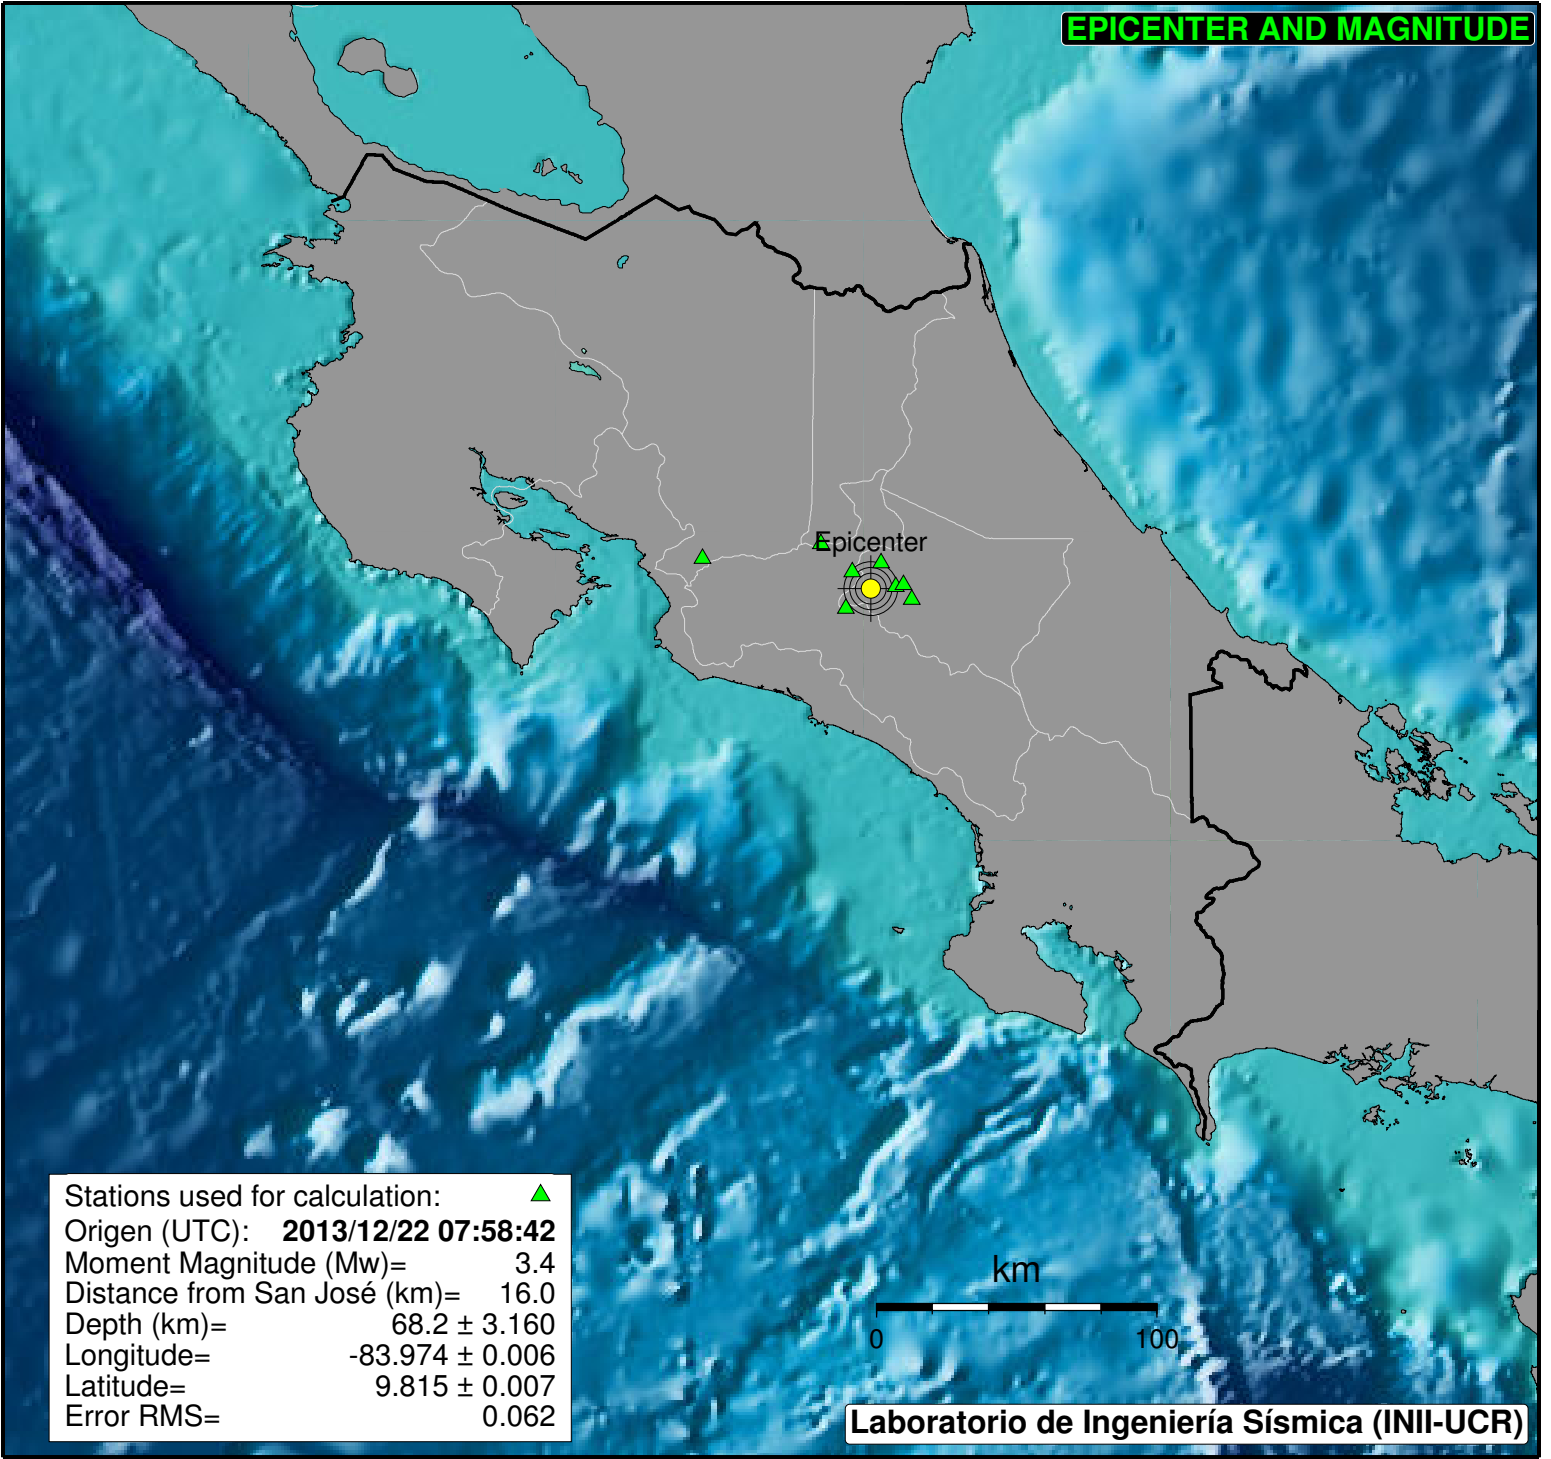 EPICENTER AND MAGNITUDE
Epicenter
Stations used for calculation:
Origen (UTC): 2013/12/22 07:58:42
Moment Magnitude (Mw)= 3.4
Distance from San José (km)= 16.0
Depth (km)= 68.2 ± 3.160
Longitude= -83.974 ± 0.006
Latitude= 9.815 ± 0.007
Error RMS= 0.062
km
0 100
Laboratorio de Ingeniería Sísmica (INII-UCR)